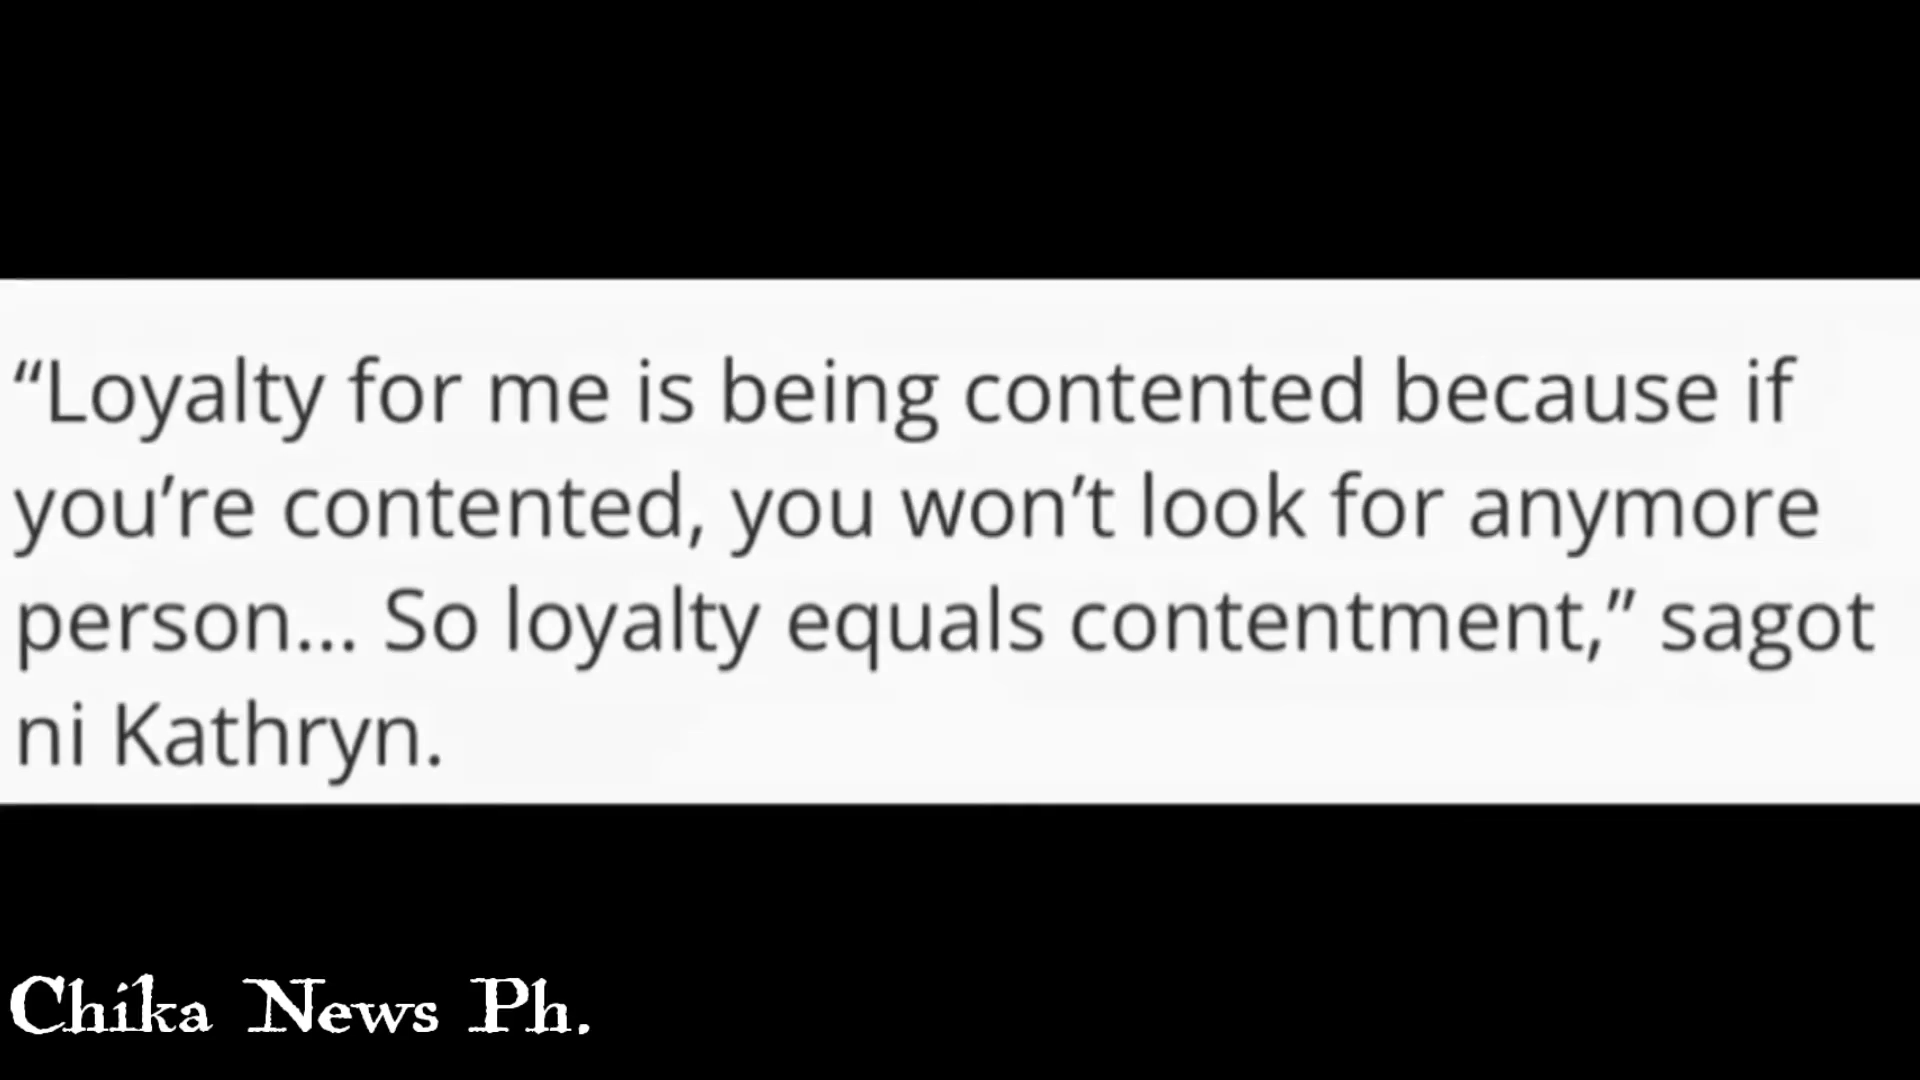 “Loyalty for me is being contented because if
you’re contented, you won’t look for anymore
person... So loyalty equals contentment,” sagot
ni Kathryn.
Chika News Ph.